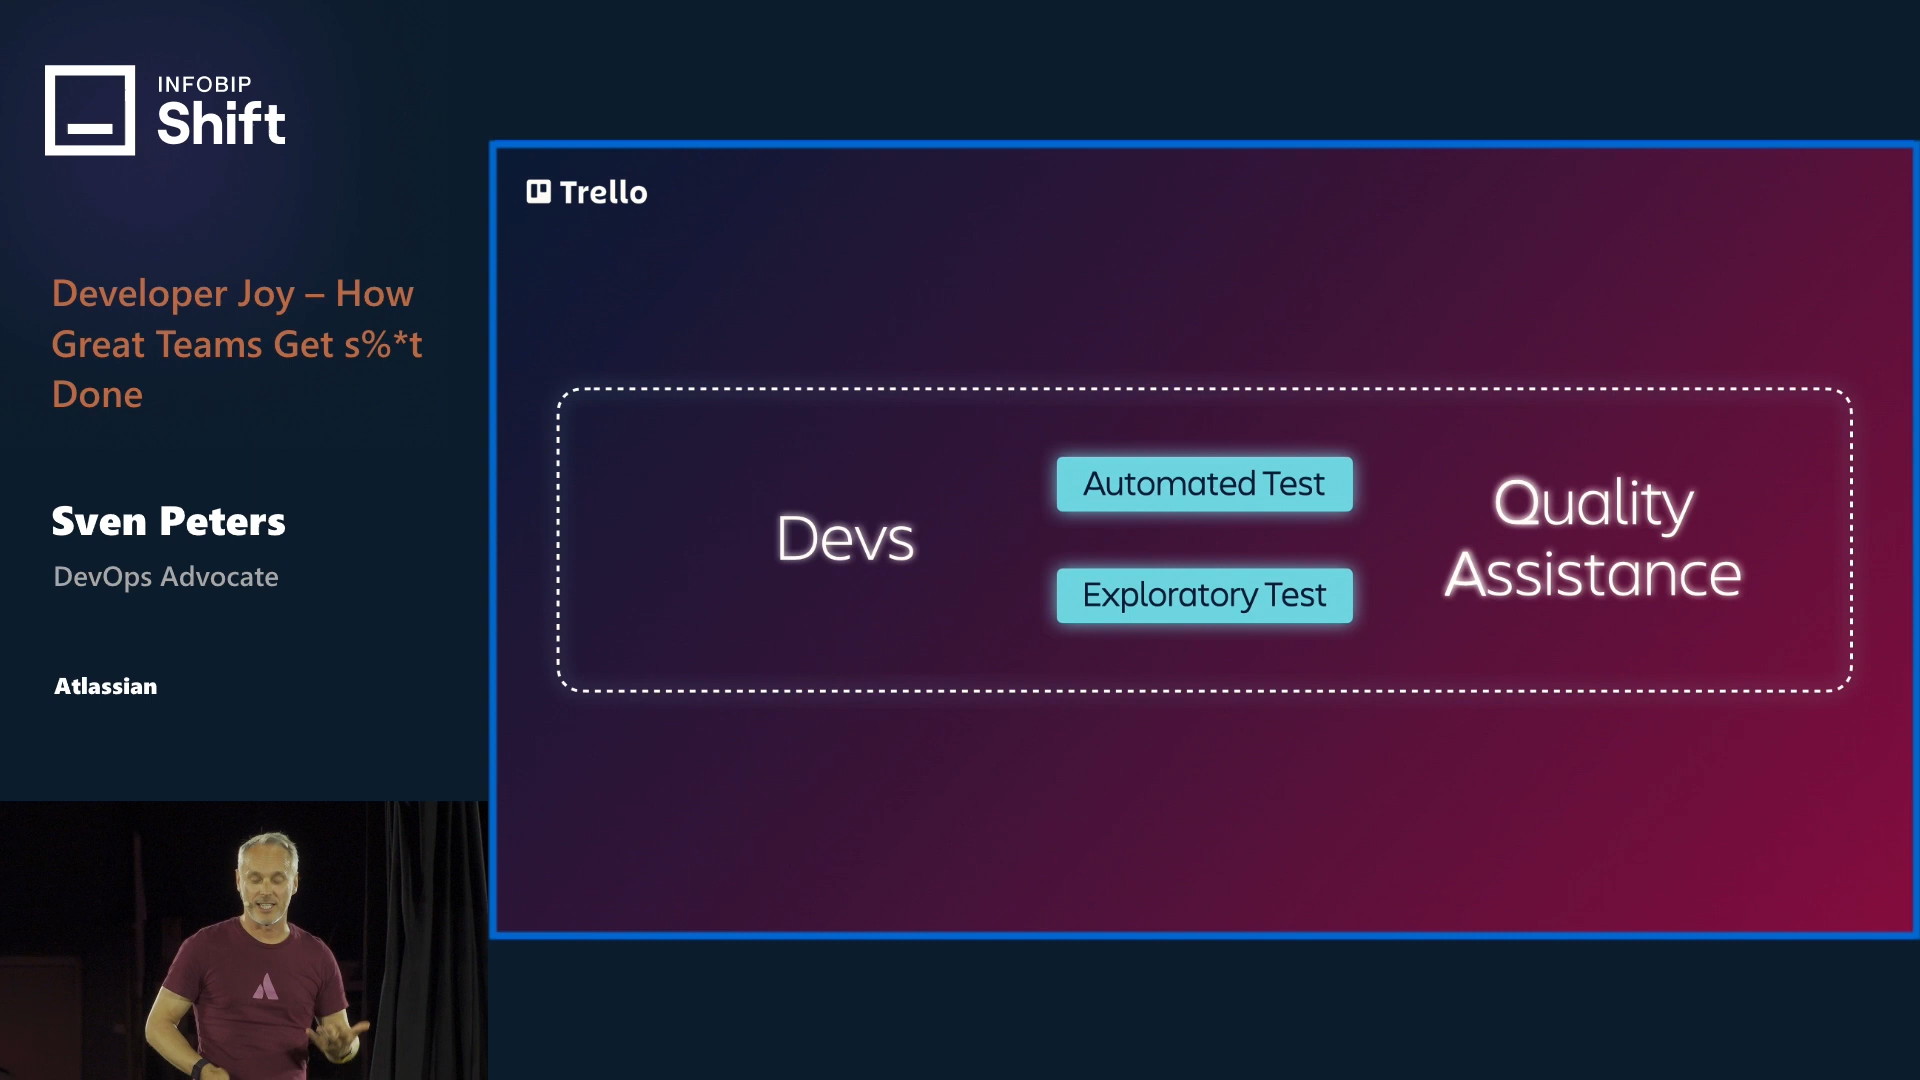 INFOBIP
Shift
Developer Joy – How
Great Teams Get s%*t
Done
Sven Peters
DevOps Advocate
Atlassian
Trello
Devs
Automated Test
Exploratory Test
Quality
Assistance